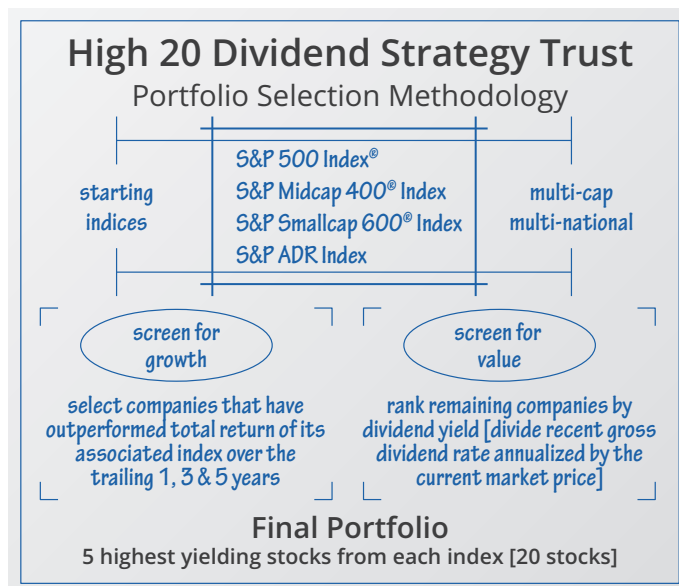 High 20 Dividend Strategy Trust
Portfolio Selection Methodology
starting
indices
S&P 500 Index®
S&P Midcap 400® Index
S&P Smallcap 600® Index
S&P ADR Index
multi-cap
multi-national
screen for
growth
select companies that have
outperformed total return of its
associated index over the
trailing 1, 3 & 5 years
screen for
value
rank remaining companies by
dividend yield [divide recent gross
dividend rate annualized by the
current market price]
Final Portfolio
5 highest yielding stocks from each index [20 stocks]